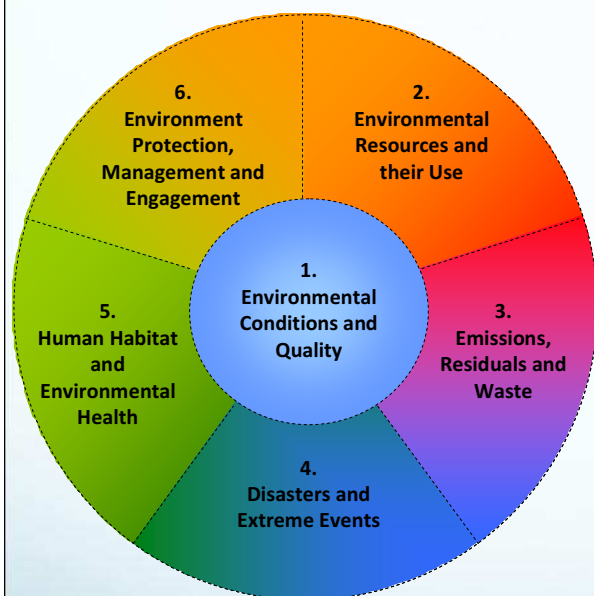 1.
Environmental
Conditions and
Quality
2.
Environmental
Resources and
their Use
3.
Emissions,
Residuals and
Waste
4.
Disasters and
Extreme Events
5.
Human Habitat
and
Environmental
Health
6.
Environment
Protection,
Management and
Engagement